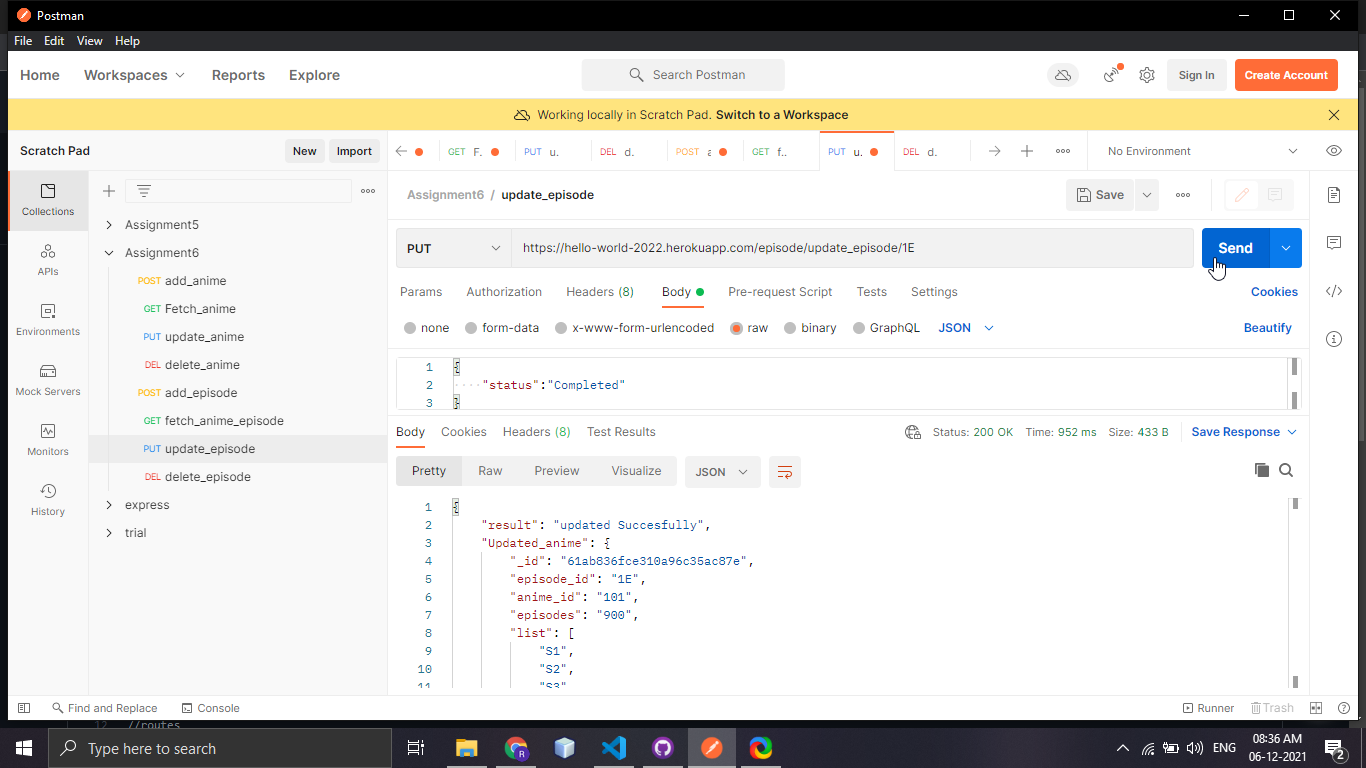 Postman
File Edit View Help
Home Workspaces Reports Explore Search Postman Sign In Create Account
Working locally in Scratch Pad. Switch to a Workspace
Scratch Pad New Import
GET F. PUT u. DEL d. POST GET f.. PUT u. DEL d. No Environment
Collections
APIs
Environments
Mock Servers
Monitors
History
Assignment5
Assignment6
POST add_anime
GET Fetch_anime
PUT update_anime
DEL delete_anime
POST add_episode
GET fetch_anime_episode
PUT update_episode
DEL delete_episode
express
trial
Assignment6 / update_episode Save
PUT https://hello-world-2022.herokuapp.com/episode/update_episode/1E Send
Params Authorization Headers (8) Body Pre-request Script Tests Settings Cookies
none form-data x-www-form-urlencoded raw binary GraphQL JSON Beautify
1 {
2 "status":"Completed"
3 }
Body Cookies Headers (8) Test Results Status: 200 OK Time: 952 ms Size: 433 B Save Response
Pretty Raw Preview Visualize JSON
1 {
2 "result": "updated Succesfully",
3 "Updated_anime": {
4 "_id": "61ab836fce310a96c35ac87e",
5 "episode_id": "1E",
6 "anime_id": "101",
7 "episodes": "900",
8 "list": [
9 "S1",
10 "S2",
11 "S3"
Find and Replace Console Runner Trash
12 //routes
Type here to search ENG 08:36 AM
06-12-2021 2